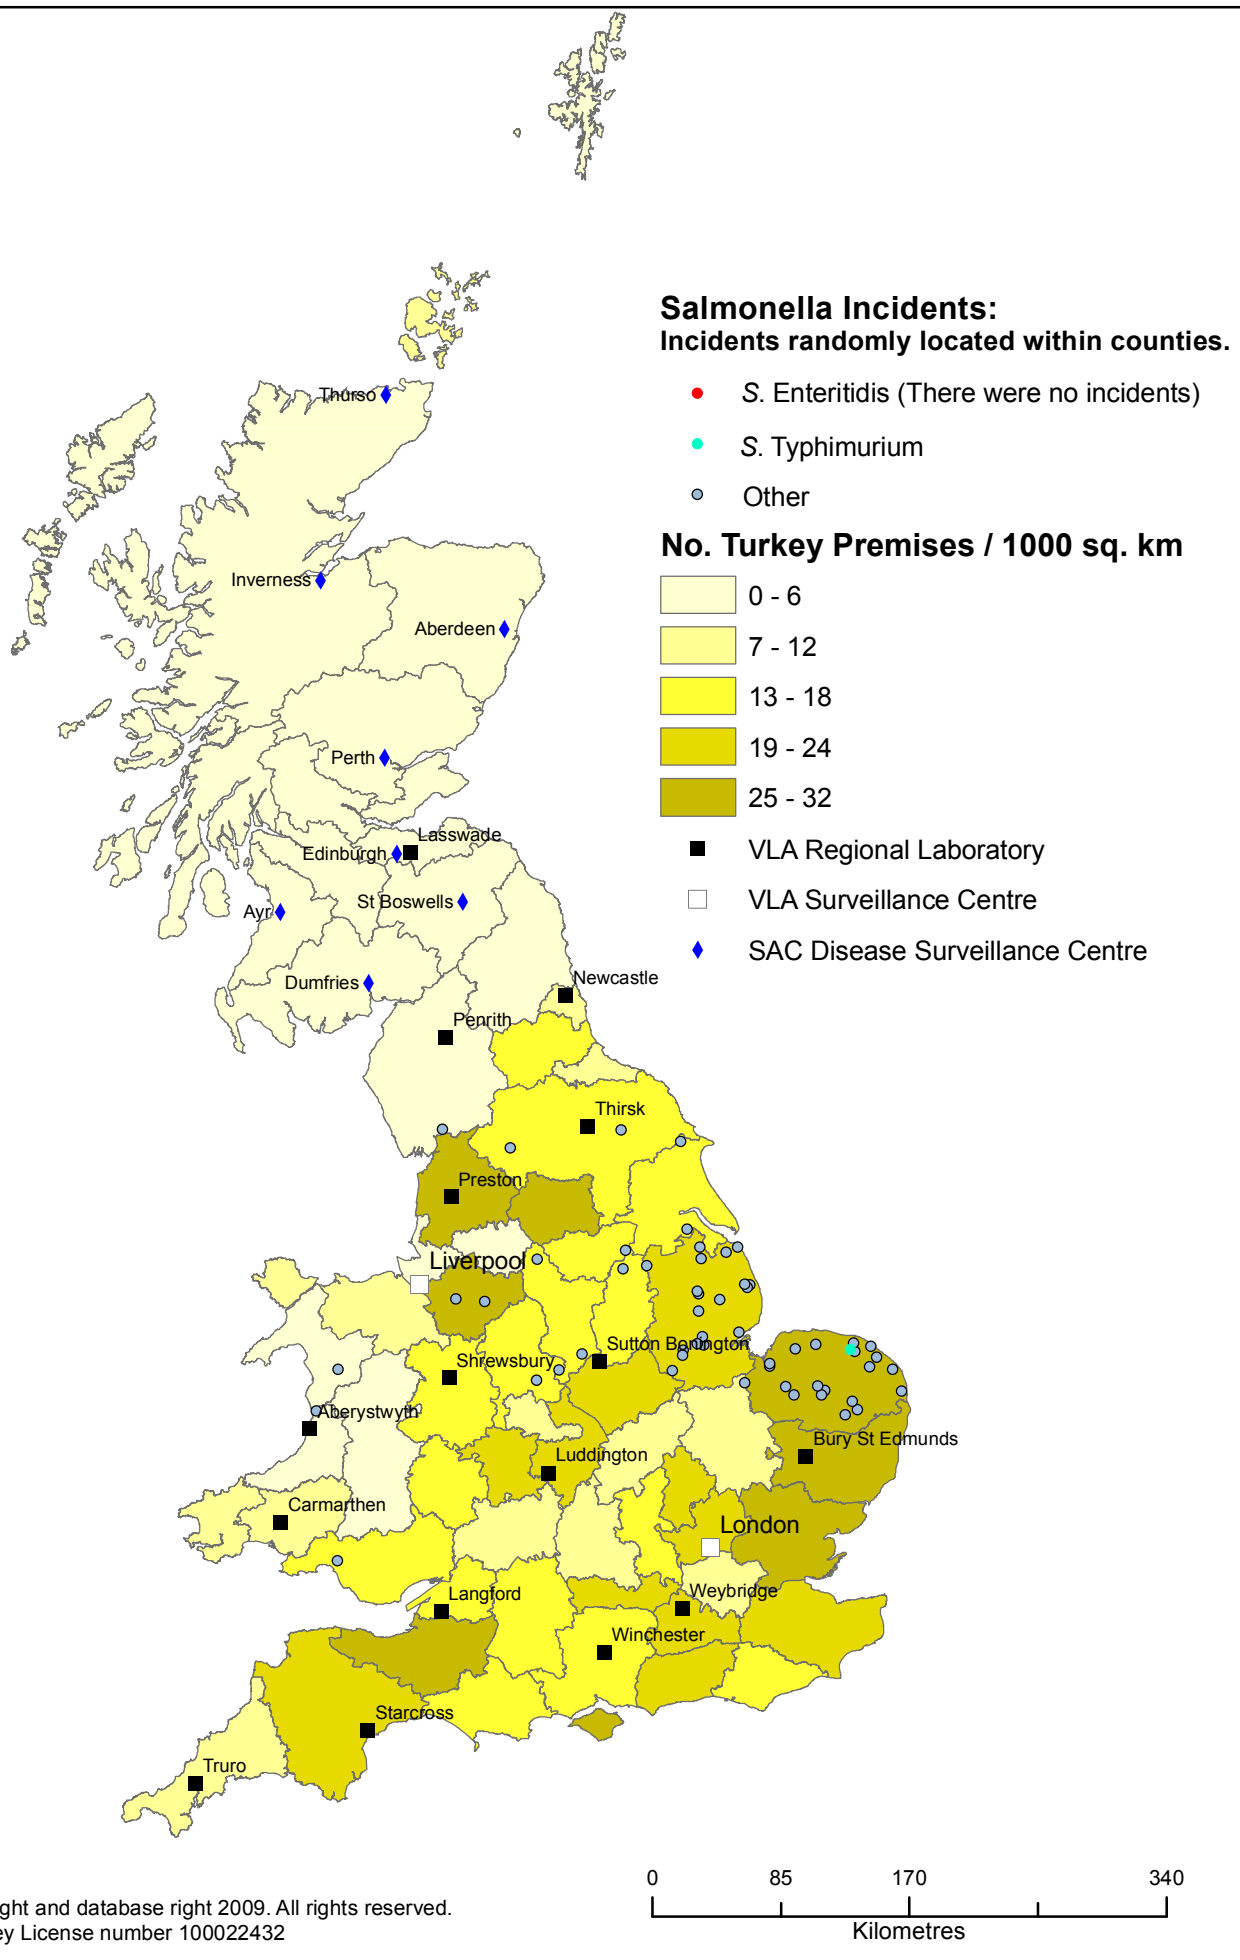 Salmonella Incidents:
Incidents randomly located within counties.
S. Enteritidis (There were no incidents)
S. Typhimurium
Other
No. Turkey Premises / 1000 sq. km
0 - 6
7 - 12
13 - 18
19 - 24
25 - 32
VLA Regional Laboratory
VLA Surveillance Centre
SAC Disease Surveillance Centre
Thurso
Inverness
Aberdeen
Perth
Lasswade
Edinburgh
St Boswells
Ayr
Dumfries
Newcastle
Penrith
Thirsk
Preston
Liverpool
Sutton Bonington
Shrewsbury
Aberystwyth
Bury St Edmunds
Luddington
Carmarthen
London
Langford
Weybridge
Winchester
Starcross
Truro
0 85 170 340
Kilometres
ght and database right 2009. All rights reserved.
ey License number 100022432